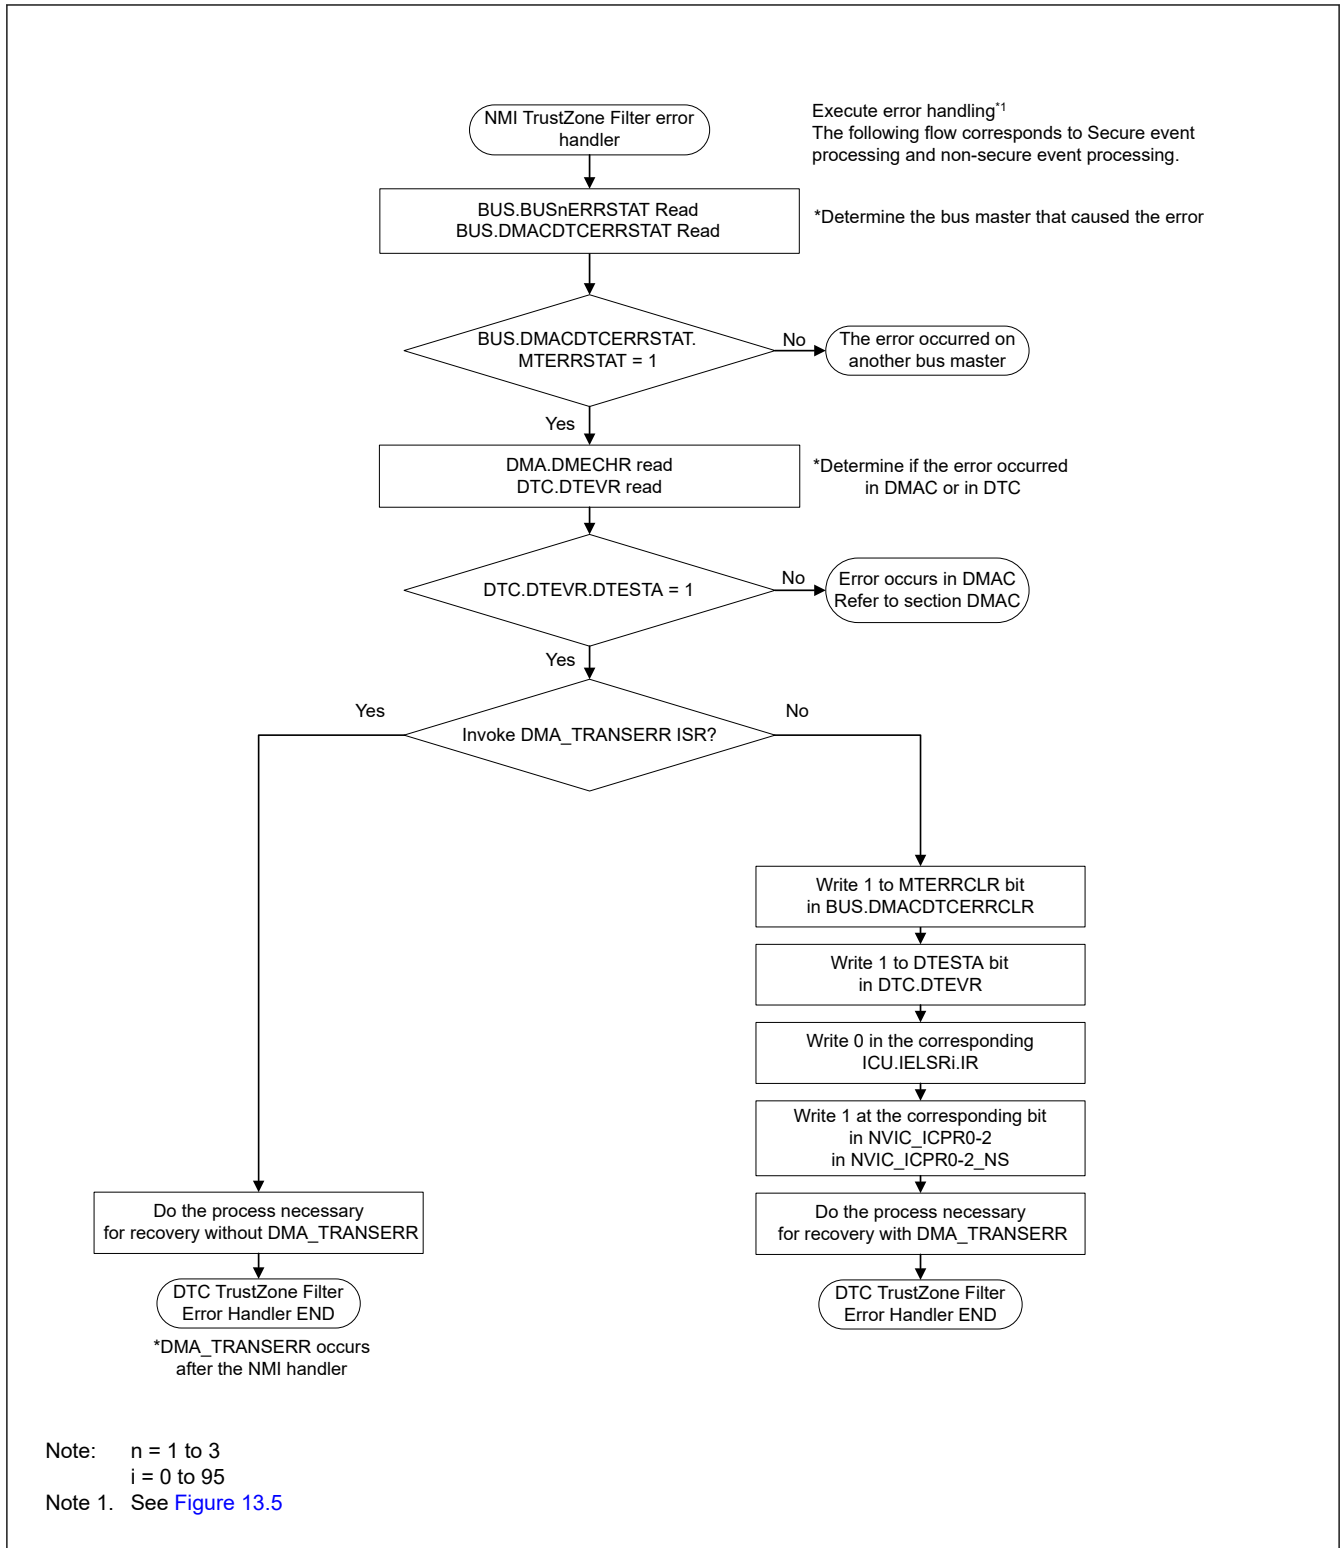 NMI TrustZone Filter error
handler
Execute error handling*1
The following flow corresponds to Secure event
processing and non-secure event processing.
BUS.BUSnERRSTAT Read
BUS.DMACDTCERRSTAT Read
*Determine the bus master that caused the error
BUS.DMACDTCERRSTAT.
MTERRSTAT = 1
No
The error occurred on
another bus master
Yes
DMA.DMECHR read
DTC.DTEVR read
*Determine if the error occurred
in DMAC or in DTC
DTC.DTEVR.DTESTA = 1
No
Error occurs in DMAC
Refer to section DMAC
Yes
Yes
Invoke DMA_TRANSERR ISR?
No
Write 1 to MTERRCLR bit
in BUS.DMACDTCERRCLR
Write 1 to DTESTA bit
in DTC.DTEVR
Write 0 in the corresponding
ICU.IELSRi.IR
Write 1 at the corresponding bit
in NVIC_ICPR0-2
in NVIC_ICPR0-2_NS
Do the process necessary
for recovery without DMA_TRANSERR
Do the process necessary
for recovery with DMA_TRANSERR
DTC TrustZone Filter
Error Handler END
DTC TrustZone Filter
Error Handler END
*DMA_TRANSERR occurs
after the NMI handler
Note: n = 1 to 3
i = 0 to 95
Note 1. See Figure 13.5